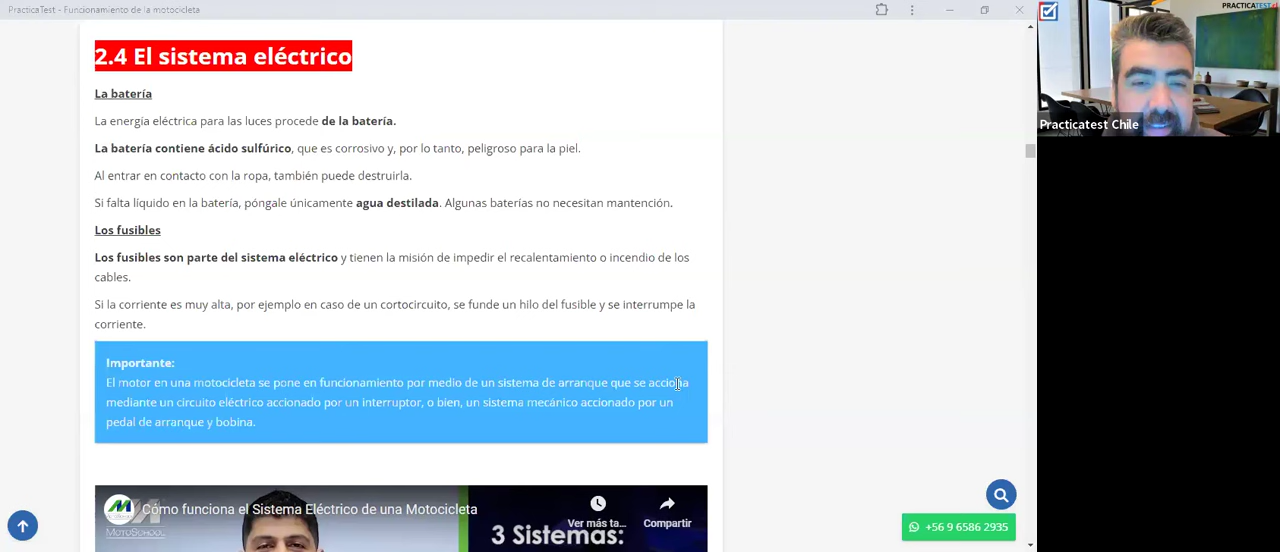 PracticaTest - Funcionamiento de la motocicleta
PRACTICATEST.cl
2.4 El sistema eléctrico
La batería
La energía eléctrica para las luces procede de la batería.
La batería contiene ácido sulfúrico, que es corrosivo y, por lo tanto, peligroso para la piel.
Al entrar en contacto con la ropa, también puede destruirla.
Si falta líquido en la batería, póngale únicamente agua destilada. Algunas baterías no necesitan mantención.
Los fusibles
Los fusibles son parte del sistema eléctrico y tienen la misión de impedir el recalentamiento o incendio de los
cables.
Si la corriente es muy alta, por ejemplo en caso de un cortocircuito, se funde un hilo del fusible y se interrumpe la
corriente.
Importante:
El motor en una motocicleta se pone en funcionamiento por medio de un sistema de arranque que se acciona
mediante un circuito eléctrico accionado por un interruptor, o bien, un sistema mecánico accionado por un
pedal de arranque y bobina.
Practicatest Chile
Cómo funciona el Sistema Eléctrico de una Motocicleta
MOTOSCHOOL
Ver más ta...
Compartir
3 Sistemas:
+56 9 6586 2935